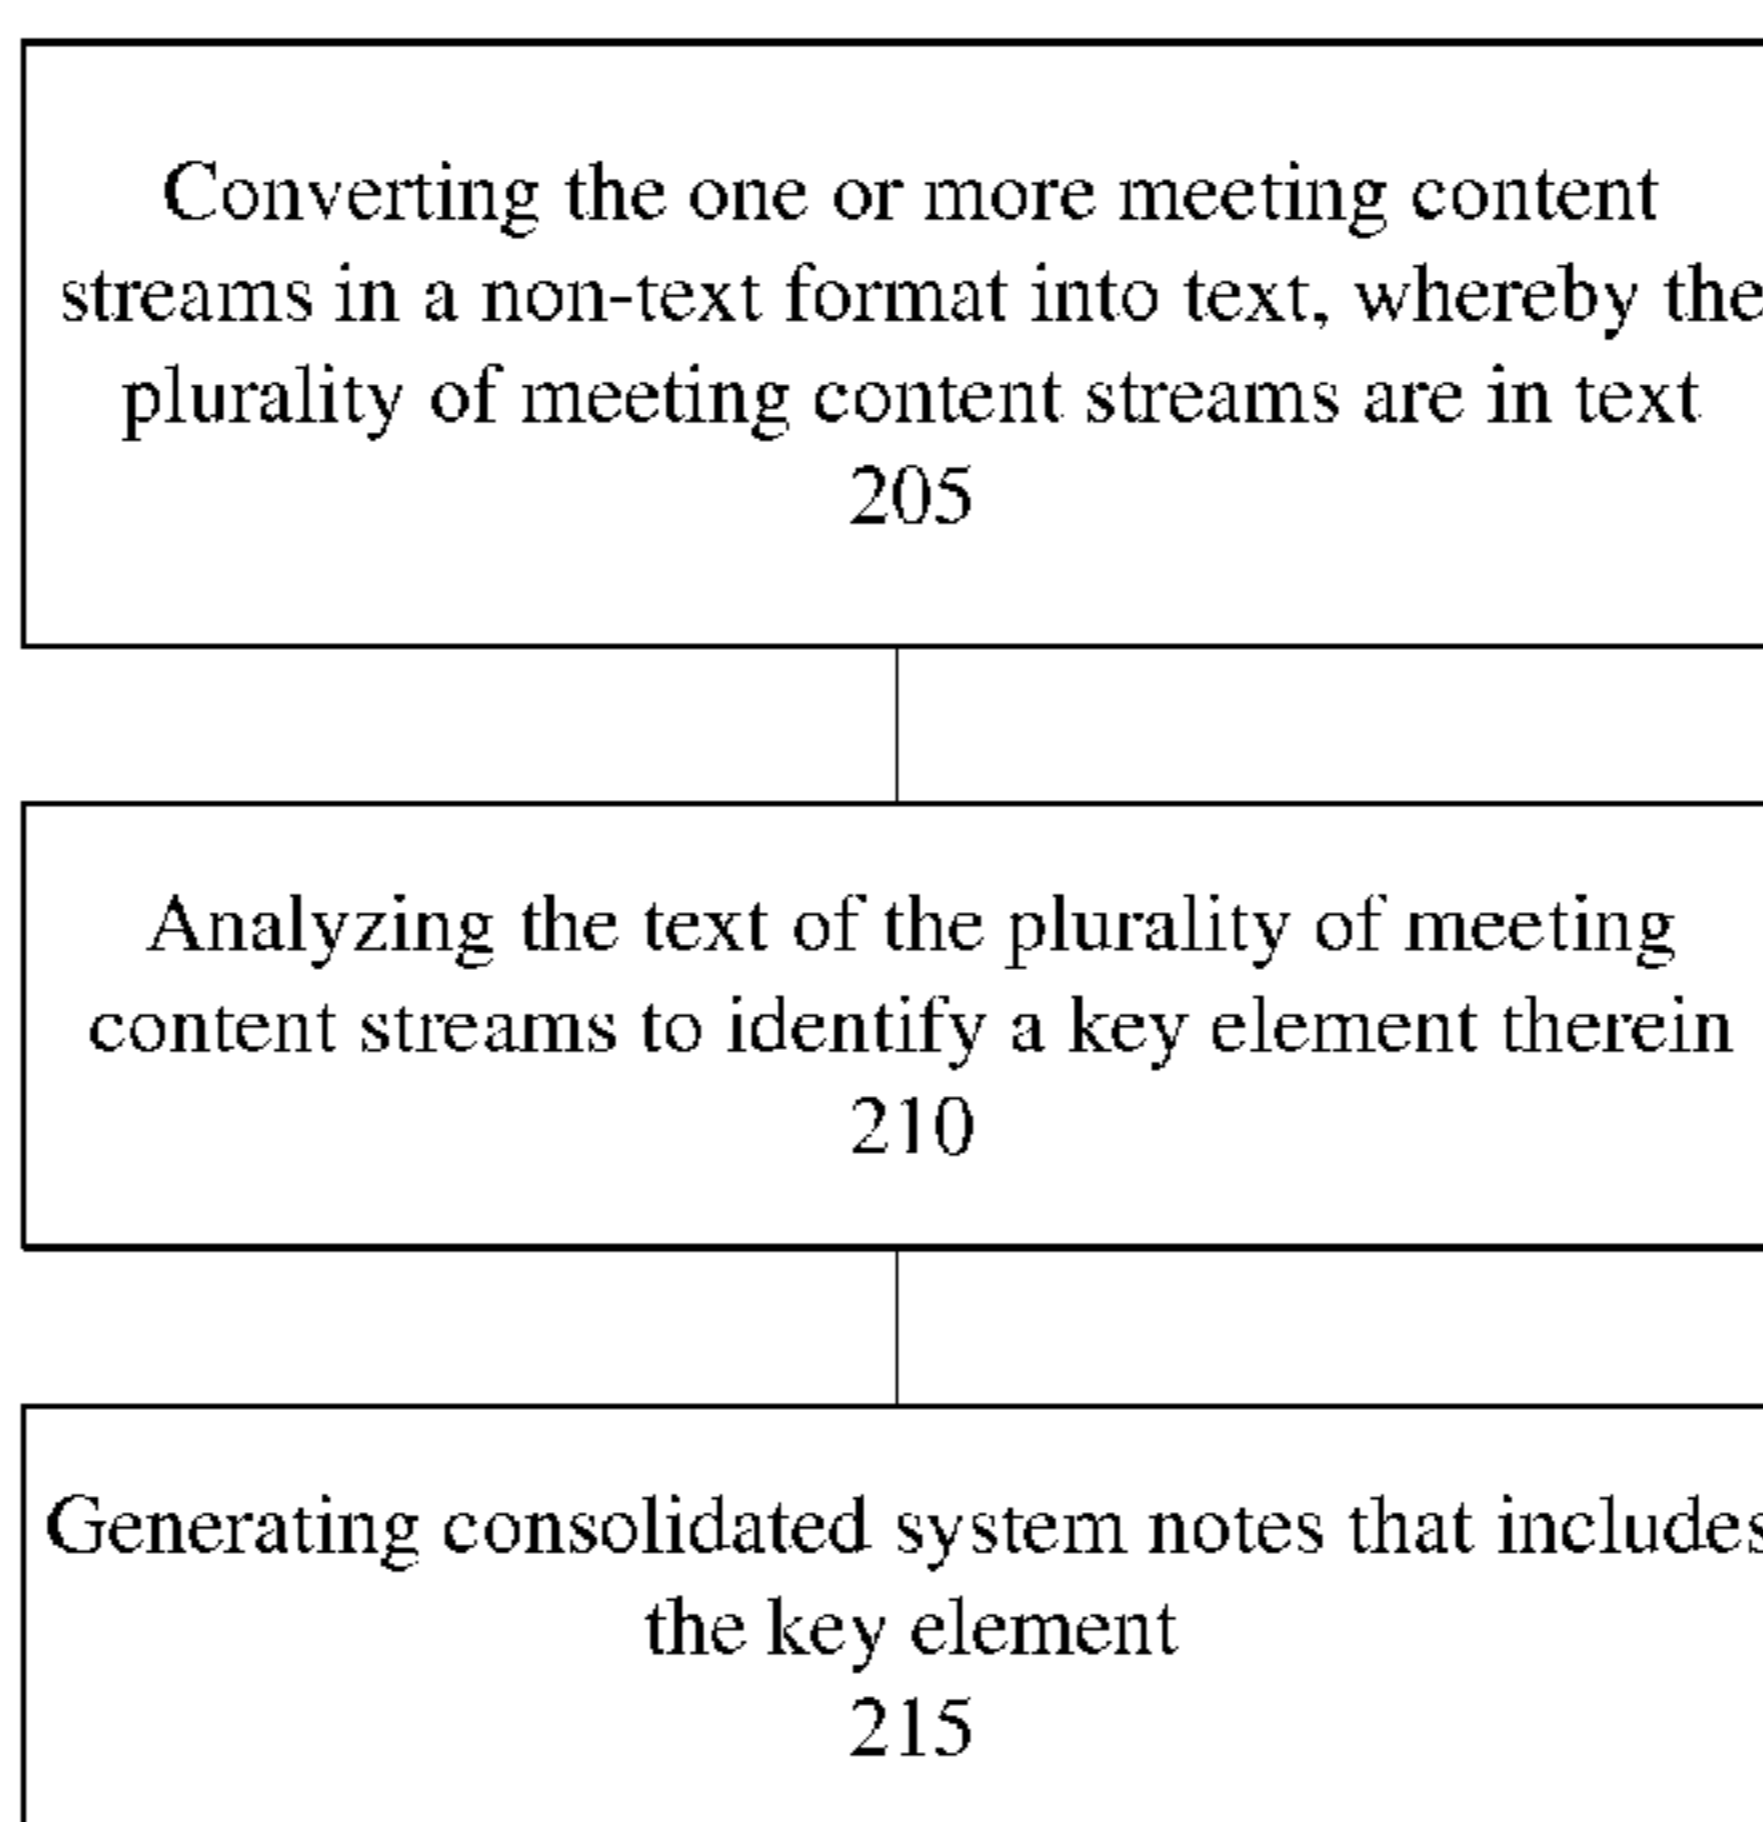 Converting the one or more meeting content
streams in a non-text format into text, whereby the
plurality of meeting content streams are in text
205
Analyzing the text of the plurality of meeting
content streams to identify a key element therein
210
Generating consolidated system notes that includes
the key element
215